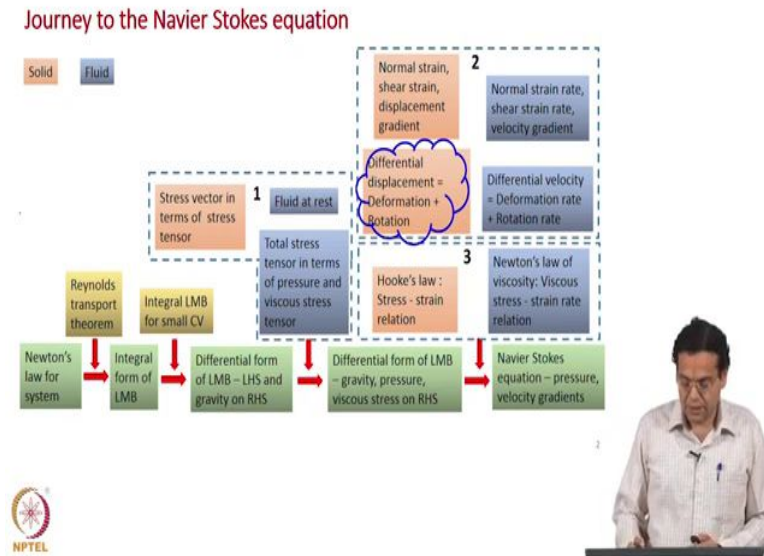 Journey to the Navier Stokes equation
Solid
Fluid
Normal strain,
shear strain,
displacement
gradient
2
Normal strain rate,
shear strain rate,
velocity gradient
Differential
displacement =
Deformation +
Rotation
Differential velocity
= Deformation rate
+ Rotation rate
Stress vector in
terms of stress
tensor
1
Fluid at rest
Total stress
tensor in terms
of pressure and
viscous stress
tensor
3
Hooke's law :
Stress - strain
relation
Newton's law of
viscosity: Viscous
stress - strain rate
relation
Reynolds
transport
theorem
Integral LMB
for small CV
Newton's
law for
system
Integral
form of
LMB
Differential form
of LMB – LHS and
gravity on RHS
Differential form of LMB
– gravity, pressure,
viscous stress on RHS
Navier Stokes
equation – pressure,
velocity gradients
2
NPTEL